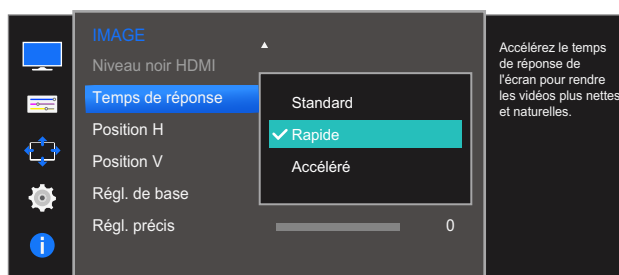 IMAGE
Niveau noir HDMI
Temps de réponse
Position H
Position V
Régl. de base
Régl. précis
0
Standard
Rapide
Accéléré
Accélérez le temps
de réponse de
l'écran pour rendre
les vidéos plus nettes
et naturelles.